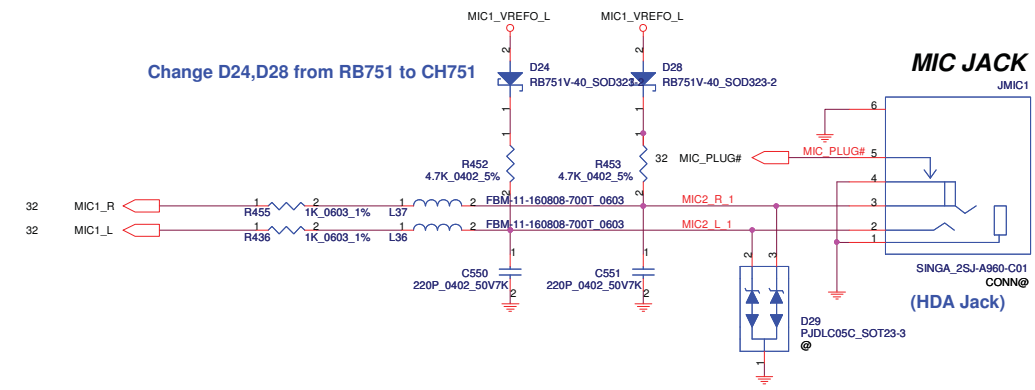 MIC1_VREFO_L
MIC1_VREFO_L
Change D24,D28 from RB751 to CH751
2
D24
RB751V-40_SOD323-2
1
2
D28
RB751V-40_SOD323-2
1
MIC JACK
JMIC1
6
1
R452
4.7K_0402_5%
2
1
R453
4.7K_0402_5%
2
32 MIC_PLUG#
MIC_PLUG# 5
4
32 MIC1_R
1 2
R455 1K_0603_1%
1 2
L37 FBM-11-160808-700T_0603
MIC2_R_1
3
32 MIC1_L
1 2
R436 1K_0603_1%
1 2
L36 FBM-11-160808-700T_0603
MIC2_L_1
2
1
1
C550
220P_0402_50V7K
2
1
C551
220P_0402_50V7K
2
2
3
D29
PJDLC05C_SOT23-3
@
1
SINGA_2SJ-A960-C01
CONN@
(HDA Jack)